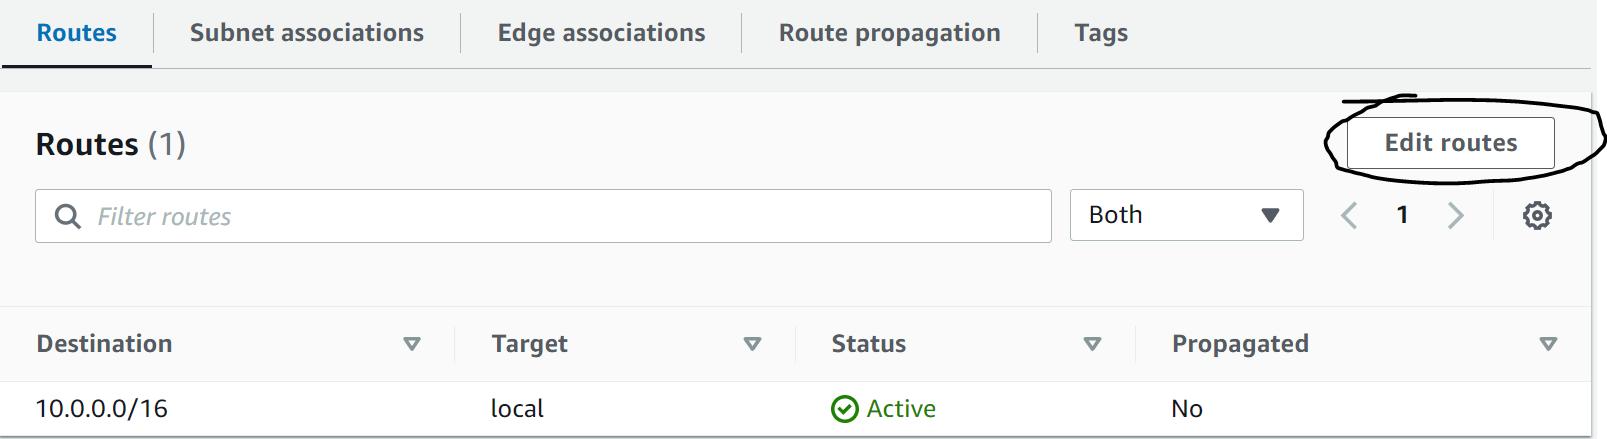 Routes Subnet associations Edge associations Route propagation Tags
Routes (1) Edit routes
Filter routes Both 1
Destination Target Status Propagated
10.0.0.0/16 local Active No